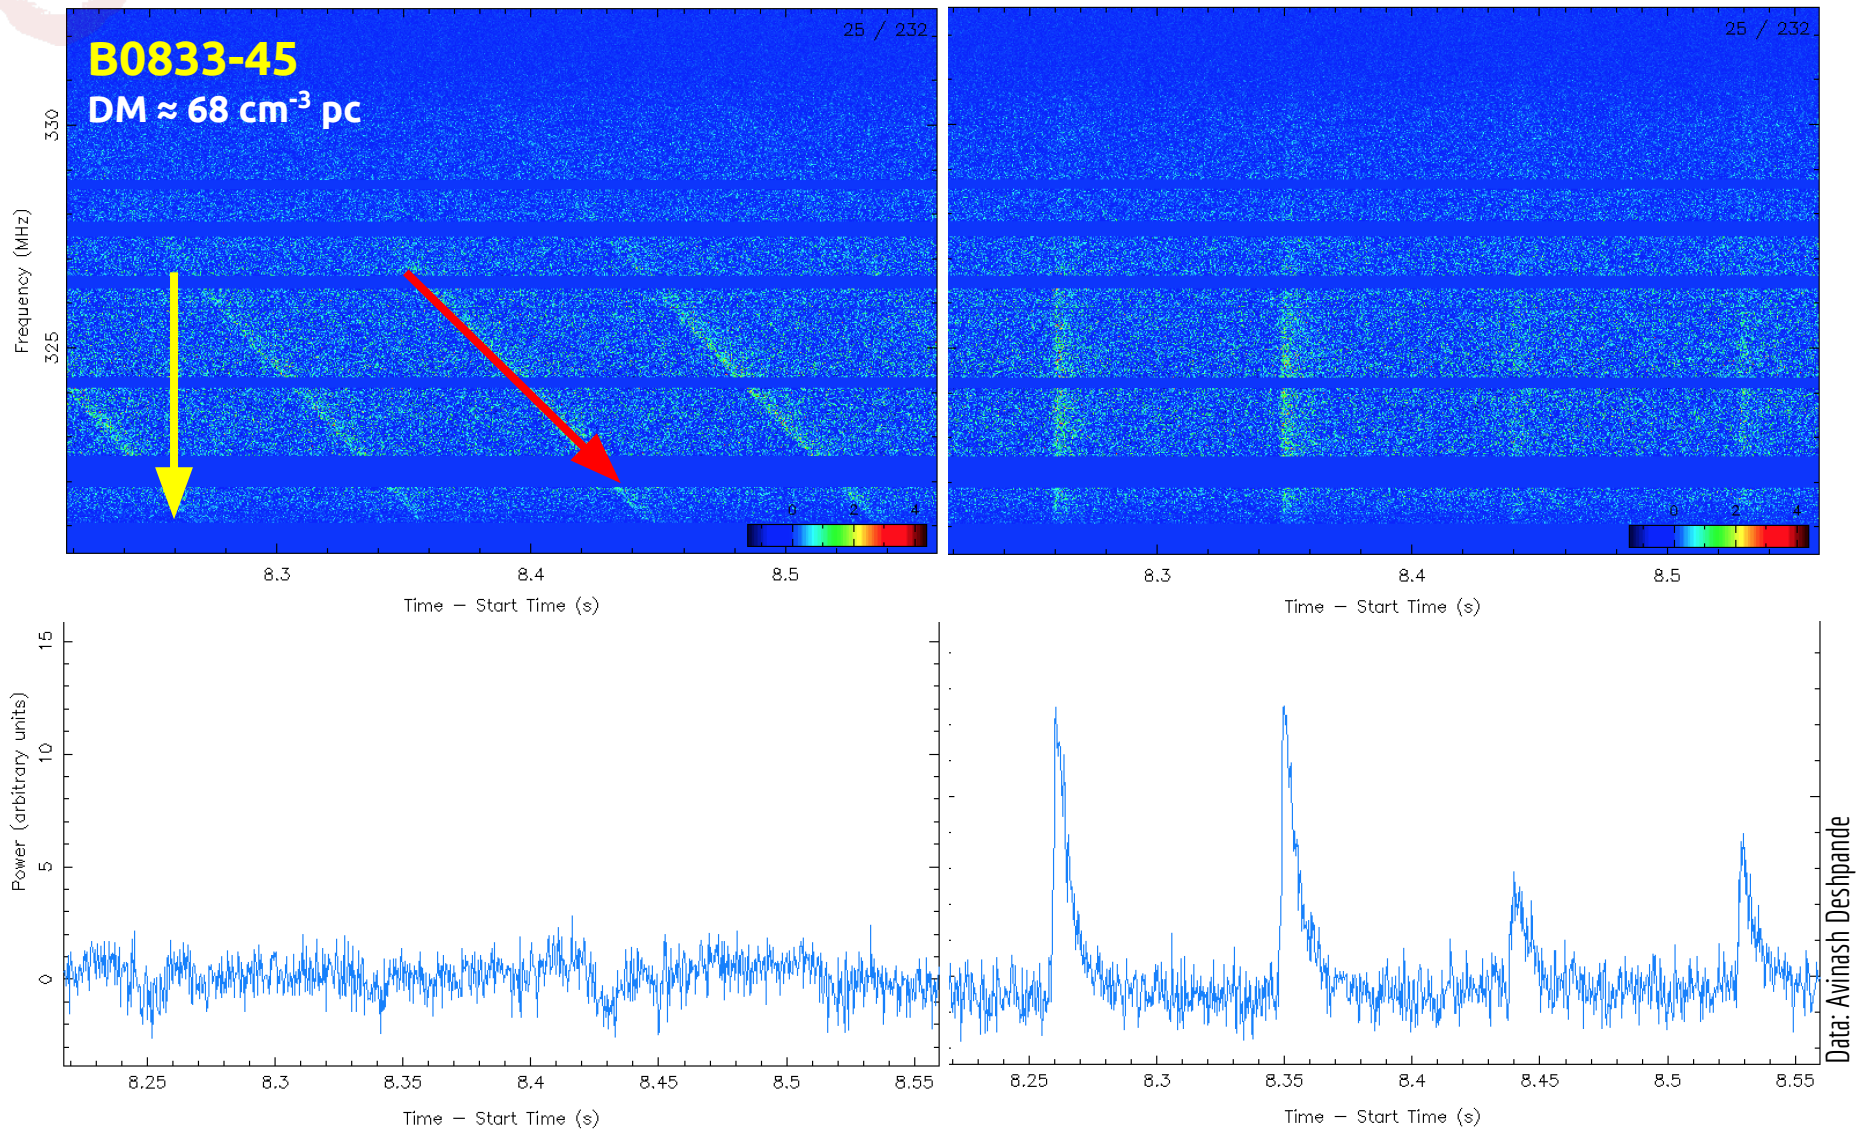 B0833-45
DM ≈ 68 cm⁻³ pc
25 / 232
25 / 232
Frequency (MHz)
330
325
0 2 4
0 2 4
8.3 8.4 8.5
8.3 8.4 8.5
Time − Start Time (s)
Time − Start Time (s)
Power (arbitrary units)
15
10
5
0
8.25 8.3 8.35 8.4 8.45 8.5 8.55
8.25 8.3 8.35 8.4 8.45 8.5 8.55
Time − Start Time (s)
Time − Start Time (s)
Data: Avinash Deshpande